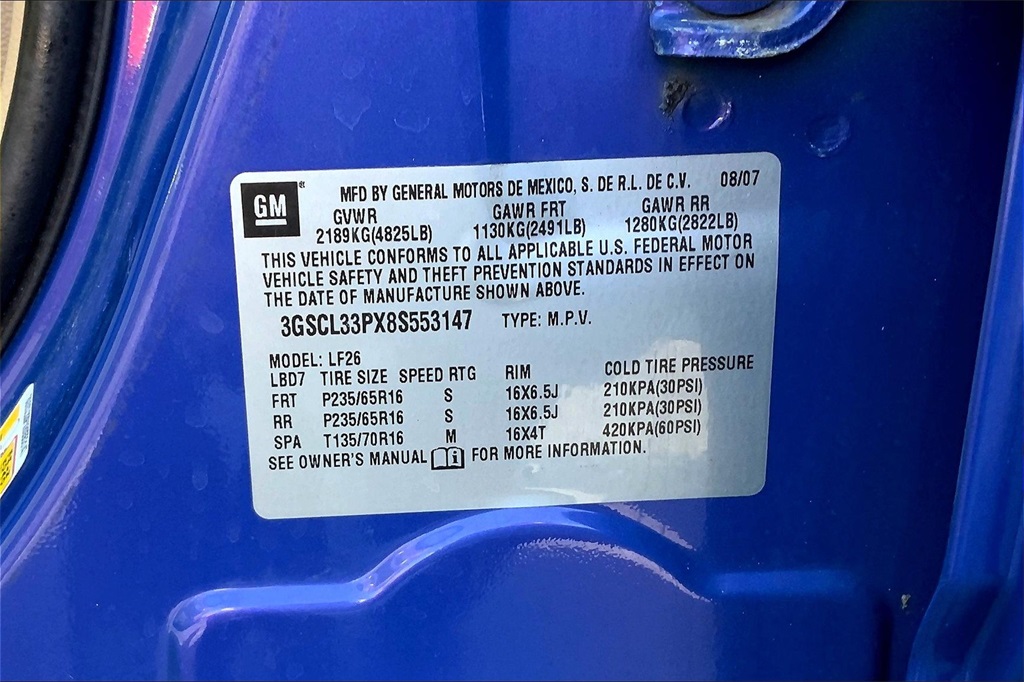 GM MFD BY GENERAL MOTORS DE MEXICO, S. DE R.L. DE C.V. 08/07
GVWR GAWR FRT GAWR RR
2189KG(4825LB) 1130KG(2491LB) 1280KG(2822LB)
THIS VEHICLE CONFORMS TO ALL APPLICABLE U.S. FEDERAL MOTOR
VEHICLE SAFETY AND THEFT PREVENTION STANDARDS IN EFFECT ON
THE DATE OF MANUFACTURE SHOWN ABOVE.
3GSCL33PX8S553147 TYPE: M.P.V.
MODEL: LF26
LBD7 TIRE SIZE SPEED RTG RIM COLD TIRE PRESSURE
FRT P235/65R16 S 16X6.5J 210KPA(30PSI)
RR P235/65R16 S 16X6.5J 210KPA(30PSI)
SPA T135/70R16 M 16X4T 420KPA(60PSI)
SEE OWNER'S MANUAL FOR MORE INFORMATION.